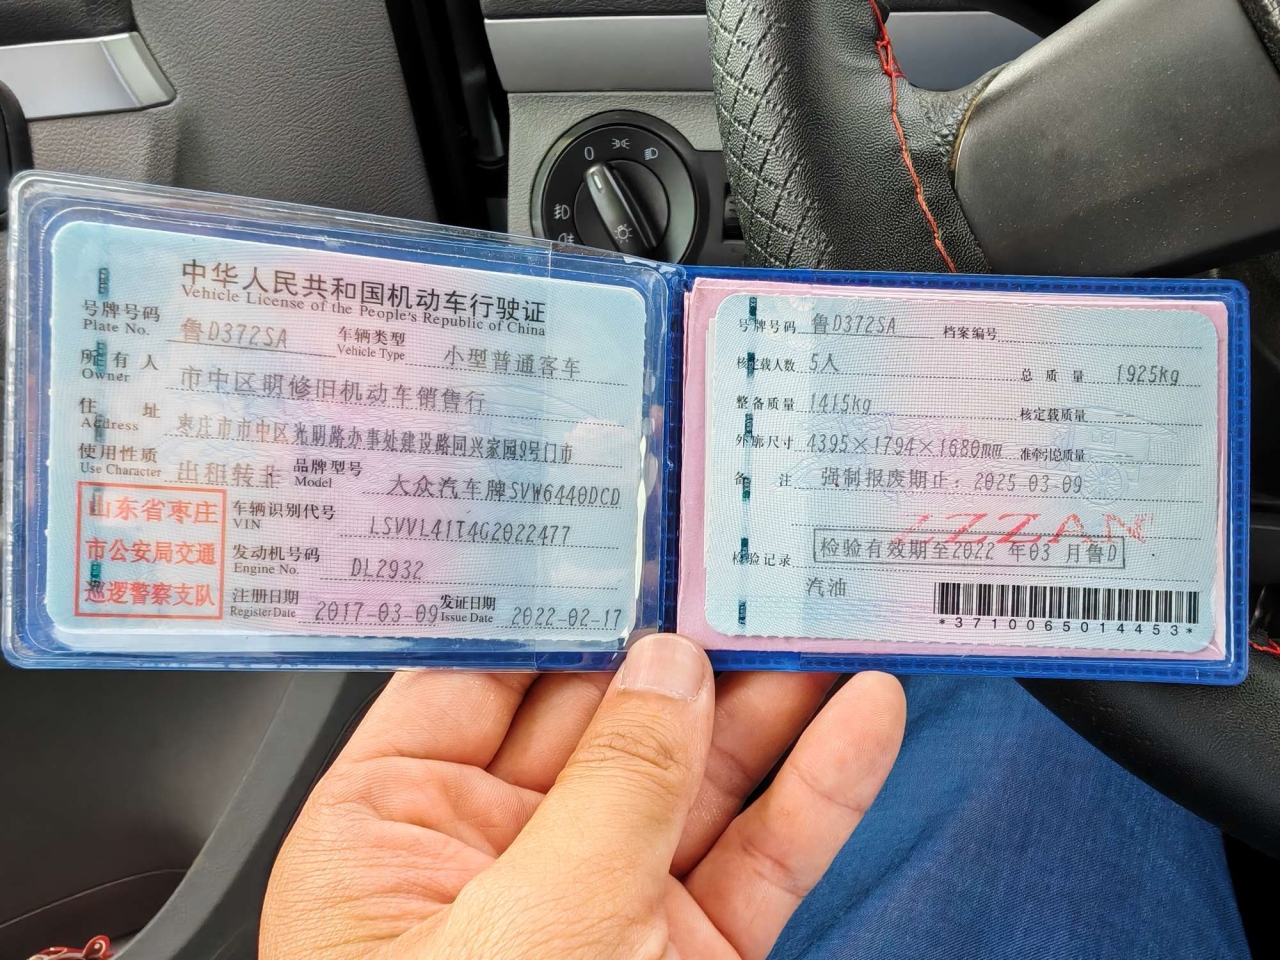 中华人民共和国机动车行驶证
Vehicle License of the People's Republic of China
号牌号码 鲁D372SA 车辆类型 小型普通客车
Plate No. Vehicle Type
所有人 市中区明修旧机动车销售行
Owner
住址 枣庄市市中区光明路办事处建设路同兴家园9号门市
Address
使用性质 出租转非 品牌型号 大众汽车牌SVW6440DCD
Use Character Model
山东省枣庄
市公安局交通
巡逻警察支队
车辆识别代号 LSVVL41T4G2022477
VIN
发动机号码 DL2932
Engine No.
注册日期 2017-03-09 发证日期 2022-02-17
Register Date Issue Date
号牌号码 鲁D372SA 档案编号
核定载人数 5人 总质量 1925kg
整备质量 1415kg 核定载质量
外廓尺寸 4395×1794×1680mm 准牵引总质量
备注 强制报废期止: 2025-03-09
检验记录 检验有效期至2022 年03 月鲁D
汽油
*3710065014453*
0